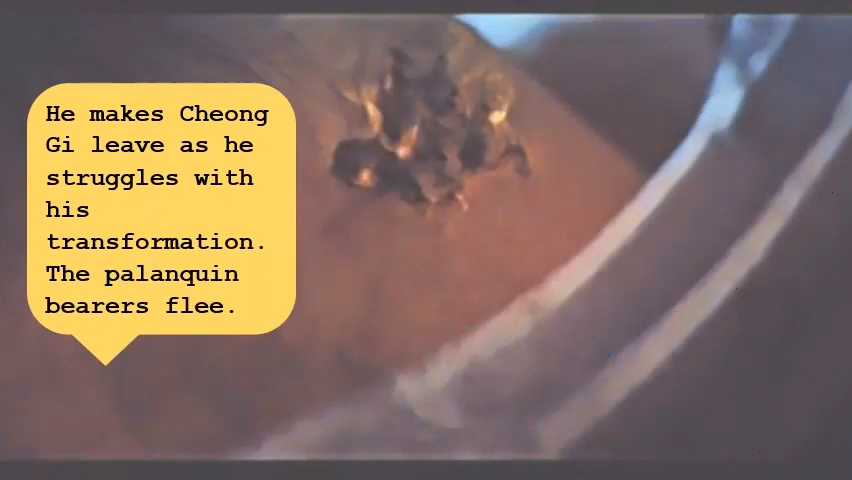 He makes Cheong
Gi leave as he
struggles with
his
transformation.
The palanquin
bearers flee.